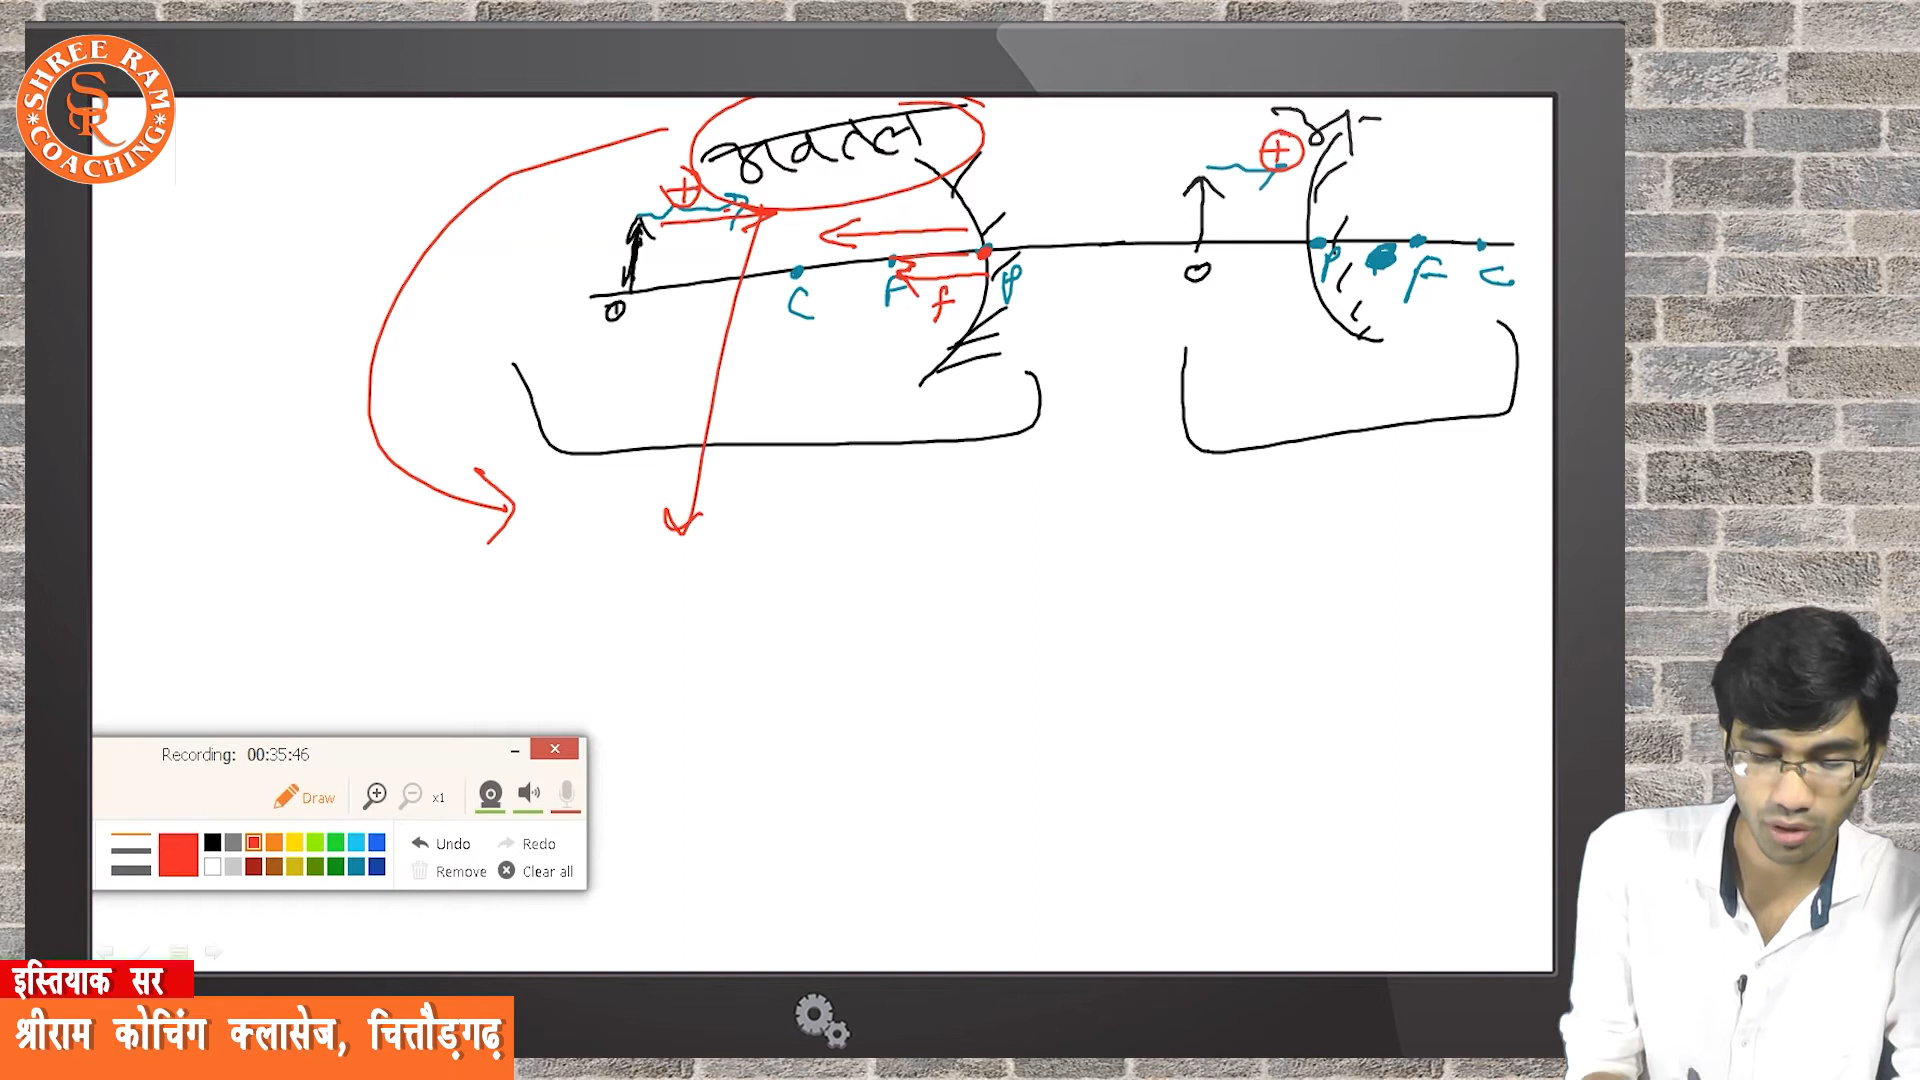 SHREE RAM
SR
COACHING
अवतल
+
O
C
F
f
P
+
O
P
F
C
Recording: 00:35:46
Draw
x1
Undo
Redo
Remove
Clear all
इस्तियाक सर
श्रीराम कोचिंग क्लासेज, चित्तौड़गढ़